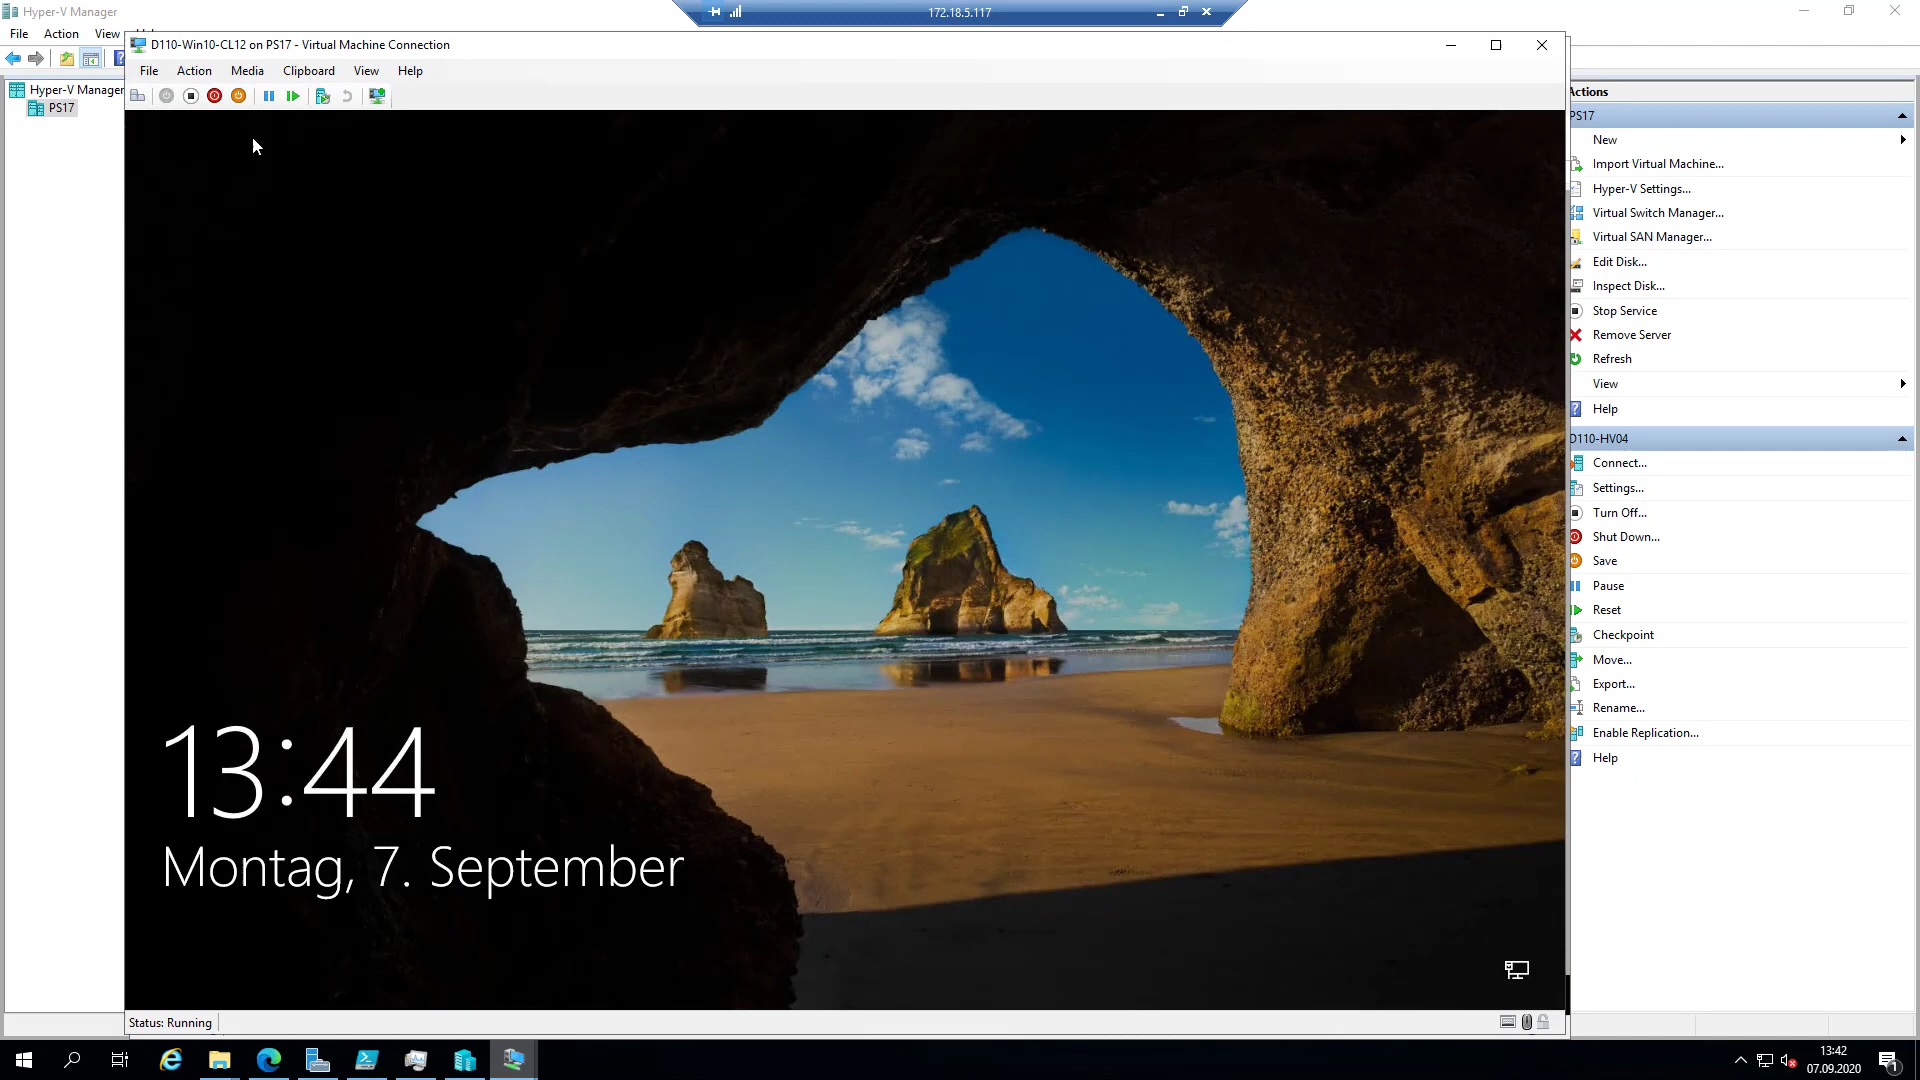 Hyper-V Manager
172.18.5.117
File Action View
D110-Win10-CL12 on PS17 - Virtual Machine Connection
File Action Media Clipboard View Help
Hyper-V Manager
PS17
Actions
PS17
New
Import Virtual Machine...
Hyper-V Settings...
Virtual Switch Manager...
Virtual SAN Manager...
Edit Disk...
Inspect Disk...
Stop Service
Remove Server
Refresh
View
Help
D110-HV04
Connect...
Settings...
Turn Off...
Shut Down...
Save
Pause
Reset
Checkpoint
Move...
Export...
Rename...
Enable Replication...
Help
13:44
Montag, 7. September
Status: Running
13:42
07.09.2020
1